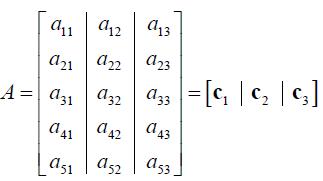 a₁₁ | a₁₂ | a₁₃
a₂₁ | a₂₂ | a₂₃
A = [ a₃₁ | a₃₂ | a₃₃ ] = [c₁ | c₂ | c₃]
a₄₁ | a₄₂ | a₄₃
a₅₁ | a₅₂ | a₅₃